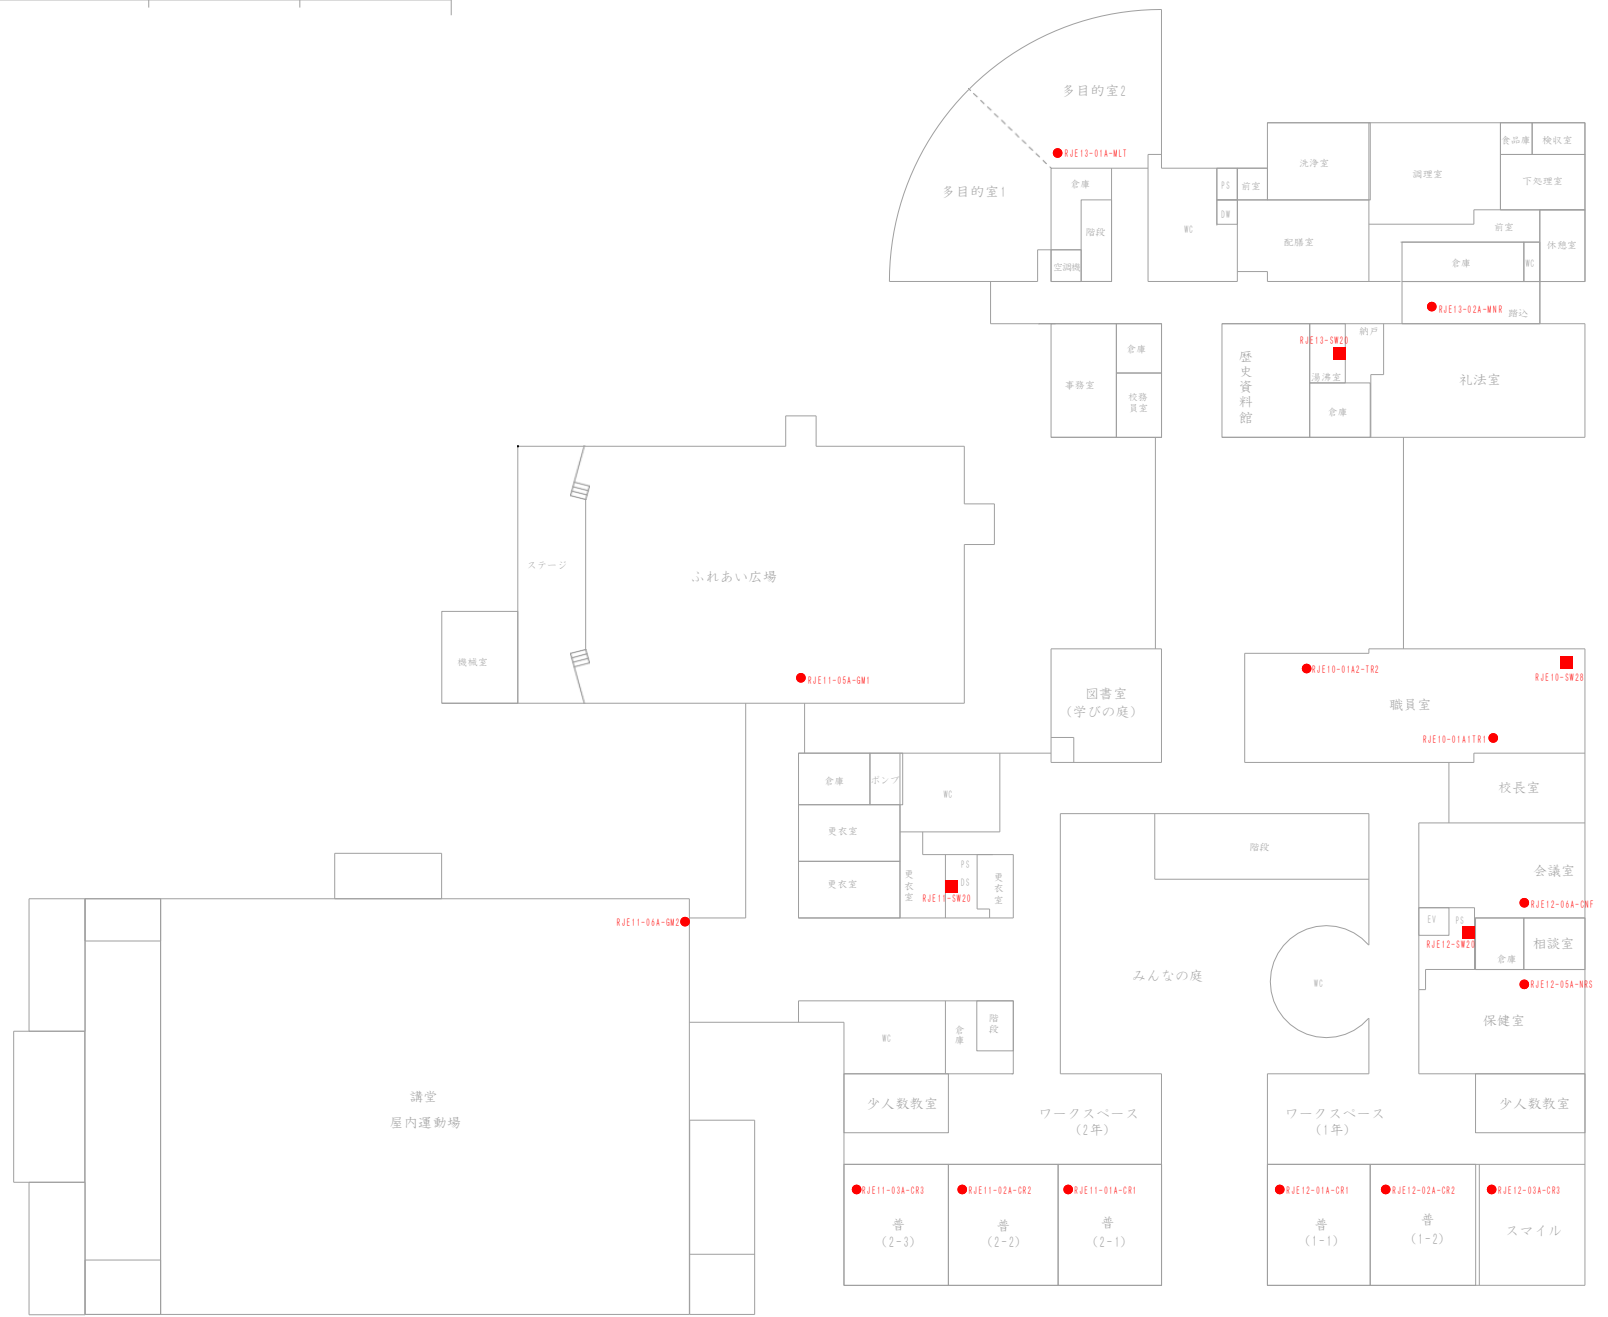 多目的室2
RJE13-01A-MLT
多目的室1
倉庫
階段
空調機
WC
PS
前室
DW
洗浄室
配膳室
調理室
食品庫
検収室
下処理室
前室
休憩室
倉庫
WC
RJE13-02A-MNR
踏込
事務室
倉庫
校務
員室
歴史資料館
RJE13-SW20
納戸
湯沸室
倉庫
礼法室
ステージ
ふれあい広場
機械室
RJE11-05A-GM1
図書室
(学びの庭)
RJE10-01A2-TR2
RJE10-SW28
職員室
RJE10-01A1TR1
校長室
倉庫
ポンプ
WC
更衣室
更衣室
更衣室
PS
DS
RJE11-SW20
更衣室
階段
会議室
RJE12-06A-CNF
EV
PS
RJE12-SW20
倉庫
相談室
RJE12-05A-NRS
保健室
みんなの庭
WC
RJE11-06A-GM2
WC
倉庫
階段
講堂
屋内運動場
少人数教室
ワークスペース
(2年)
ワークスペース
(1年)
少人数教室
RJE11-03A-CR3
普
(2-3)
RJE11-02A-CR2
普
(2-2)
RJE11-01A-CR1
普
(2-1)
RJE12-01A-CR1
普
(1-1)
RJE12-02A-CR2
普
(1-2)
RJE12-03A-CR3
スマイル